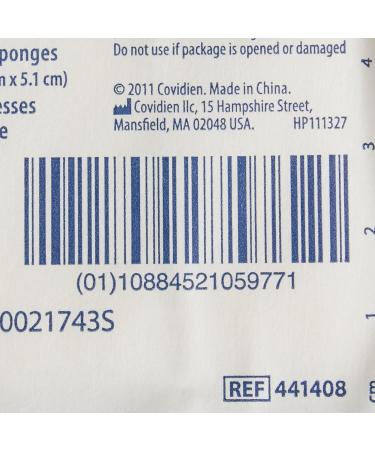 ponges
Do not use if package is opened or damaged
n x 5.1 cm)
esses
e
© 2011 Covidien. Made in China.
Covidien llc, 15 Hampshire Street,
Mansfield, MA 02048 USA.
HP111327
(01)10884521059771
0021743S
REF 441408
4
3
2
1
cm